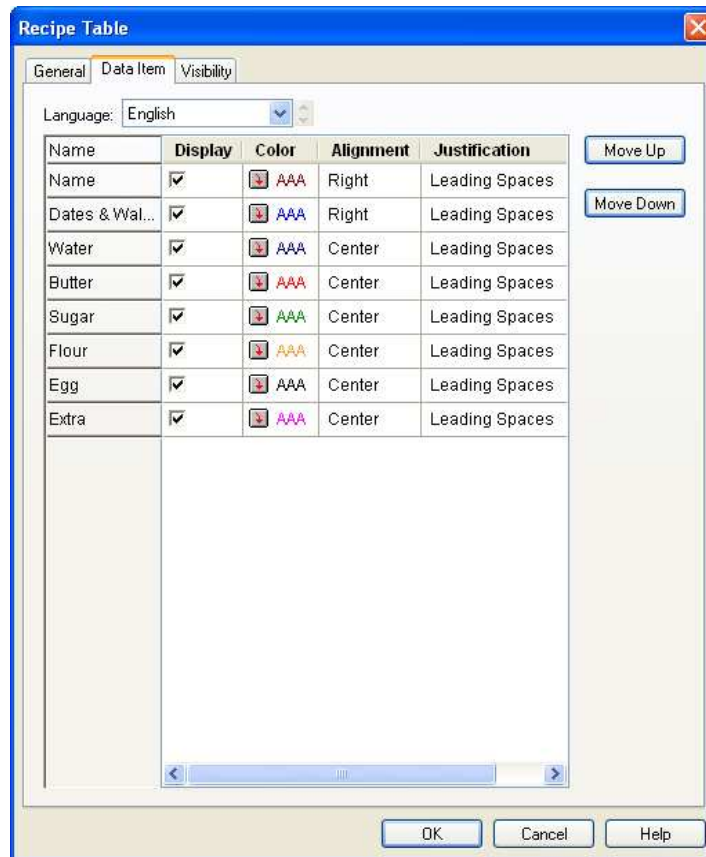 Recipe Table
General Data Item Visibility
Language: English
Name Display Color Alignment Justification Move Up
Name AAA Right Leading Spaces
Dates & Wal... AAA Right Leading Spaces Move Down
Water AAA Center Leading Spaces
Butter AAA Center Leading Spaces
Sugar AAA Center Leading Spaces
Flour AAA Center Leading Spaces
Egg AAA Center Leading Spaces
Extra AAA Center Leading Spaces
OK Cancel Help